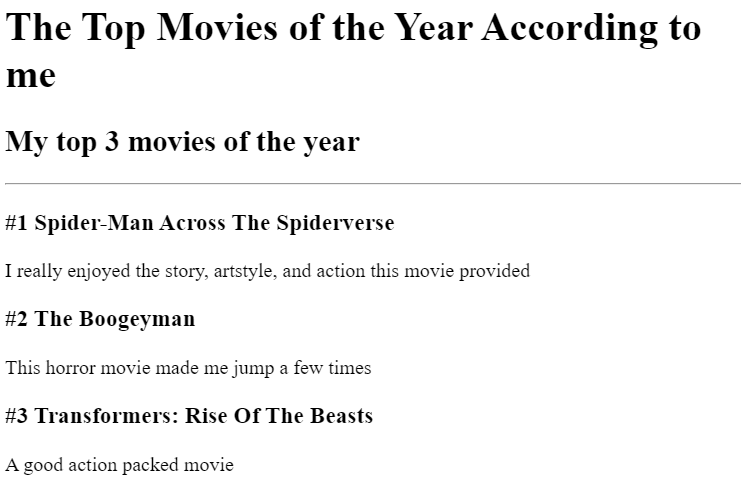 The Top Movies of the Year According to
me
My top 3 movies of the year
#1 Spider-Man Across The Spiderverse
I really enjoyed the story, artstyle, and action this movie provided
#2 The Boogeyman
This horror movie made me jump a few times
#3 Transformers: Rise Of The Beasts
A good action packed movie